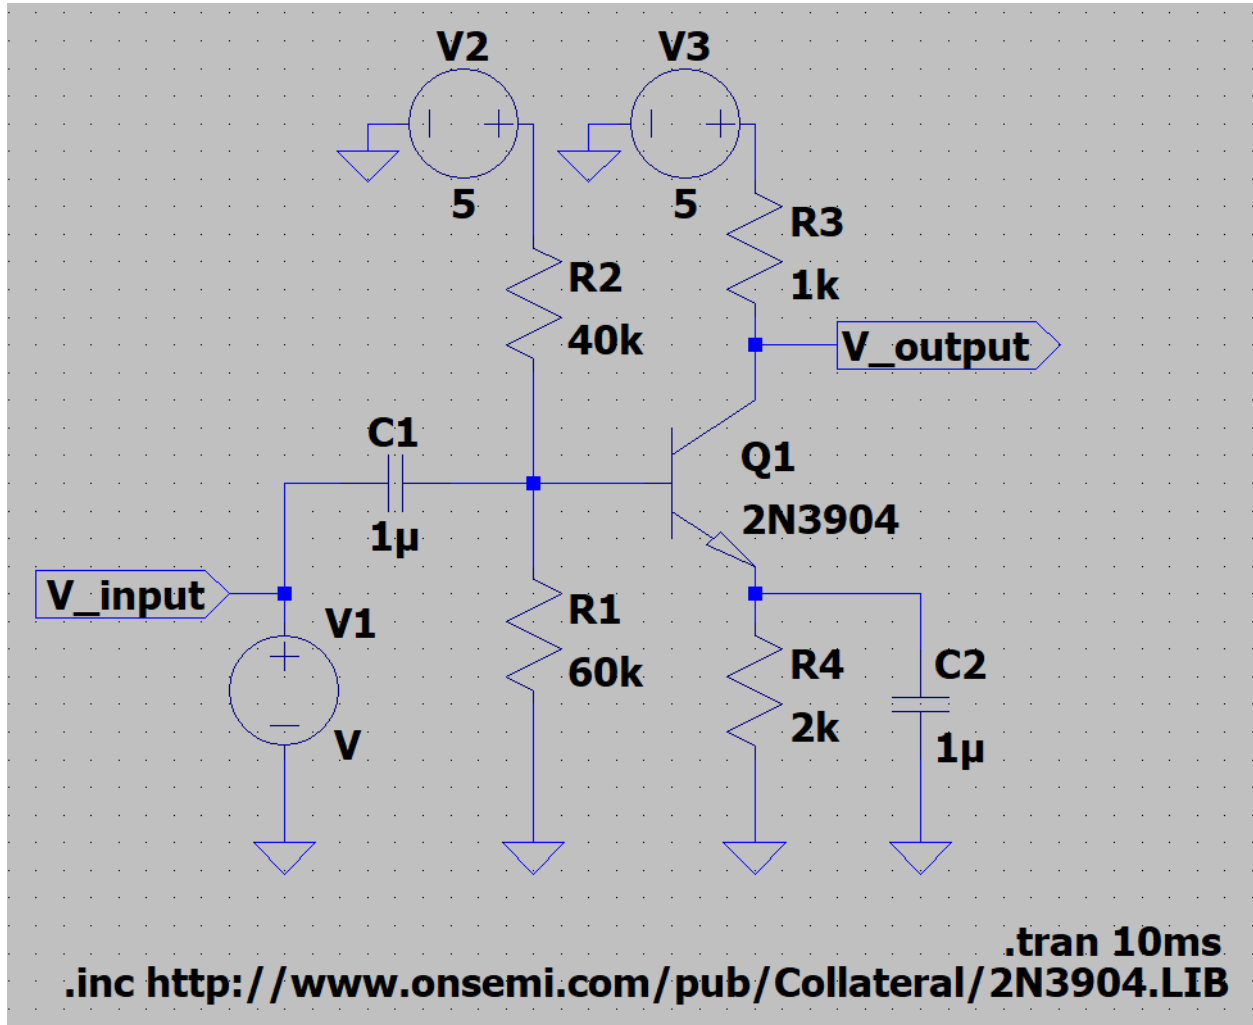 V2
V3
5
5
R3
1k
R2
40k
V_output
C1
1µ
Q1
2N3904
V_input
V1
V
R1
60k
R4
2k
C2
1µ
.tran 10ms
.inc http://www.onsemi.com/pub/Collateral/2N3904.LIB